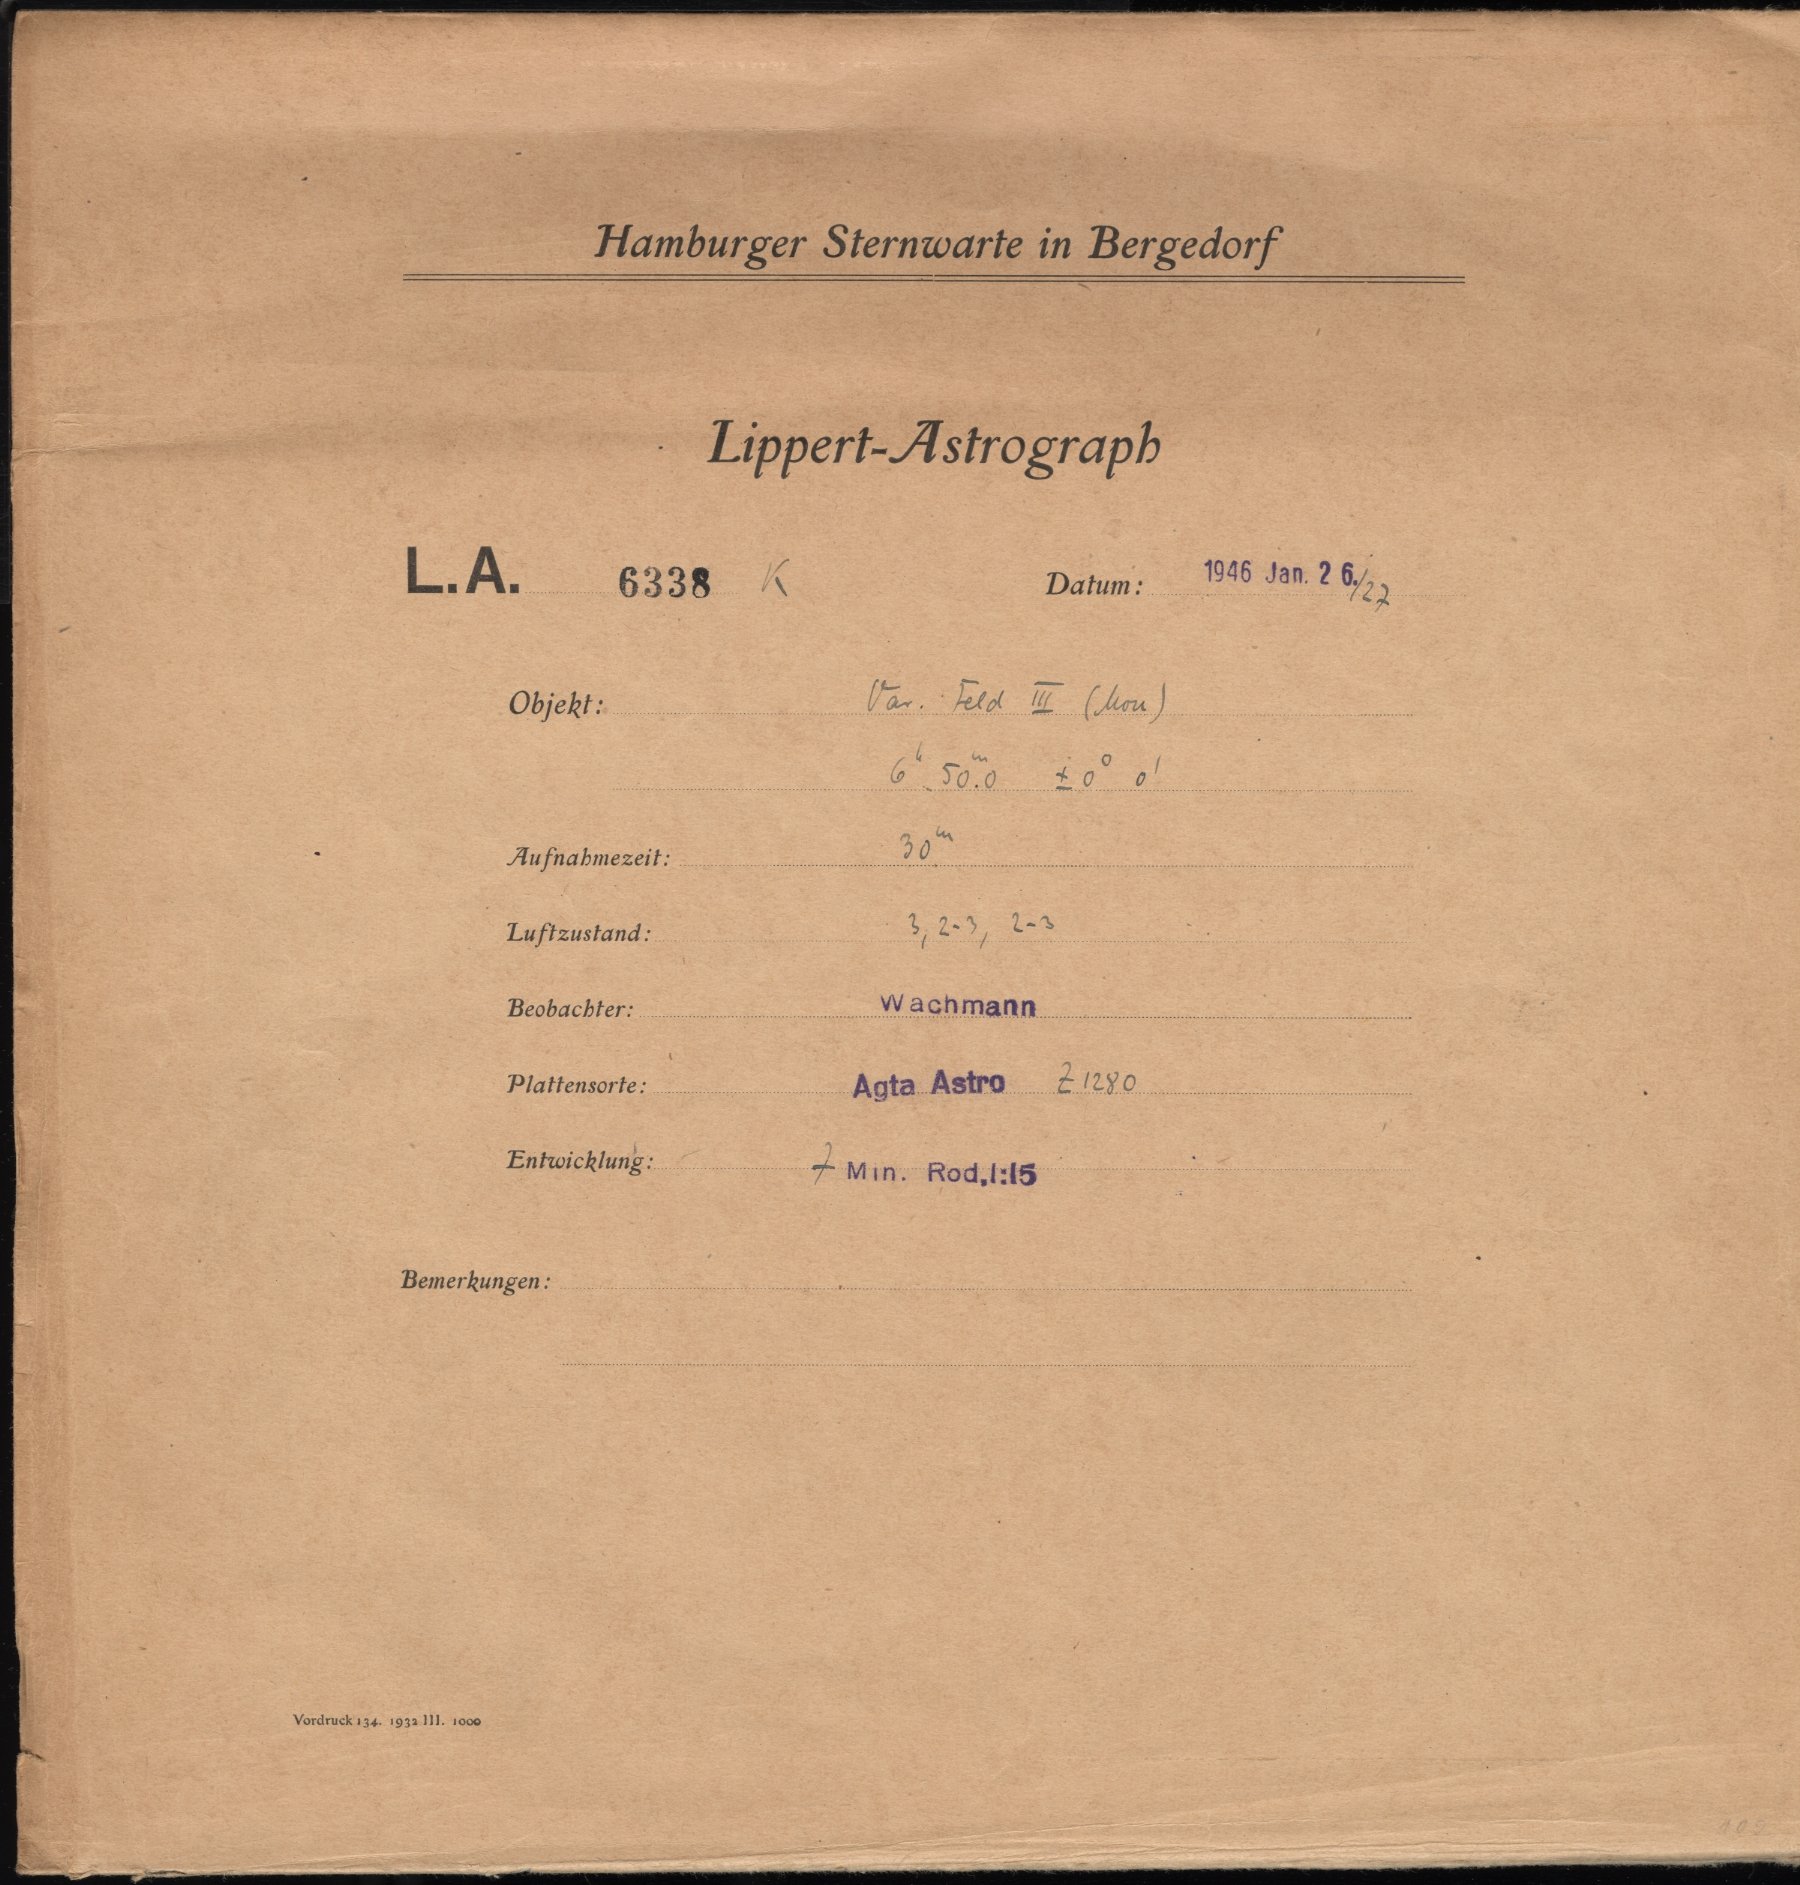 Hamburger Sternwarte in Bergedorf
Lippert-Astrograph
L.A. 6338 K Datum: 1946 Jan. 26./27
Objekt: Var. Feld III (Mon)
6h 50m.0 ±0° 0'
Aufnahmezeit: 30m
Luftzustand: 3, 2-3, 2-3
Beobachter: Wachmann
Plattensorte: Agfa Astro Z 1280
Entwicklung: 7 Min. Rod. 1:15
Bemerkungen:
Vordruck 134. 1932 III. 1000